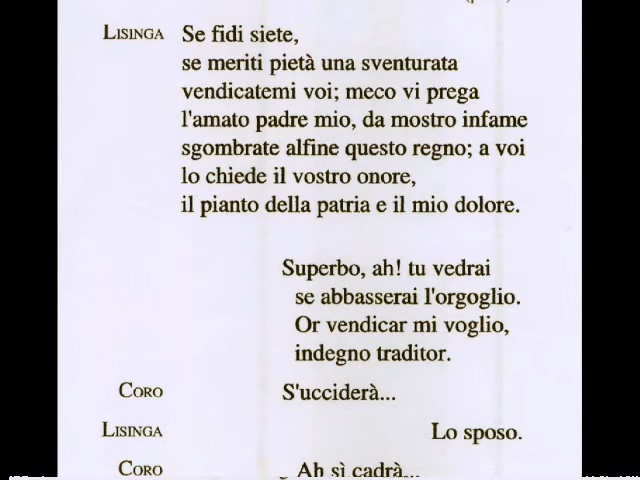 LISINGA Se fidi siete,
se meriti pietà una sventurata
vendicatemi voi; meco vi prega
l'amato padre mio, da mostro infame
sgombrate alfine questo regno; a voi
lo chiede il vostro onore,
il pianto della patria e il mio dolore.
Superbo, ah! tu vedrai
se abbasserai l'orgoglio.
Or vendicar mi voglio,
indegno traditor.
CORO S'ucciderà...
LISINGA Lo sposo.
CORO Ah sì cadrà...